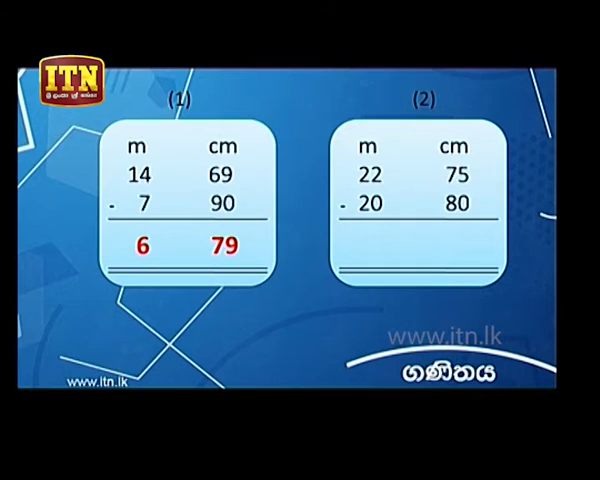 ITN
ශ්‍රී ලංකා
(1)
(2)
m cm
14 69
- 7 90
6 79
m cm
22 75
- 20 80
www.itn.lk
ගණිතය
www.itn.lk